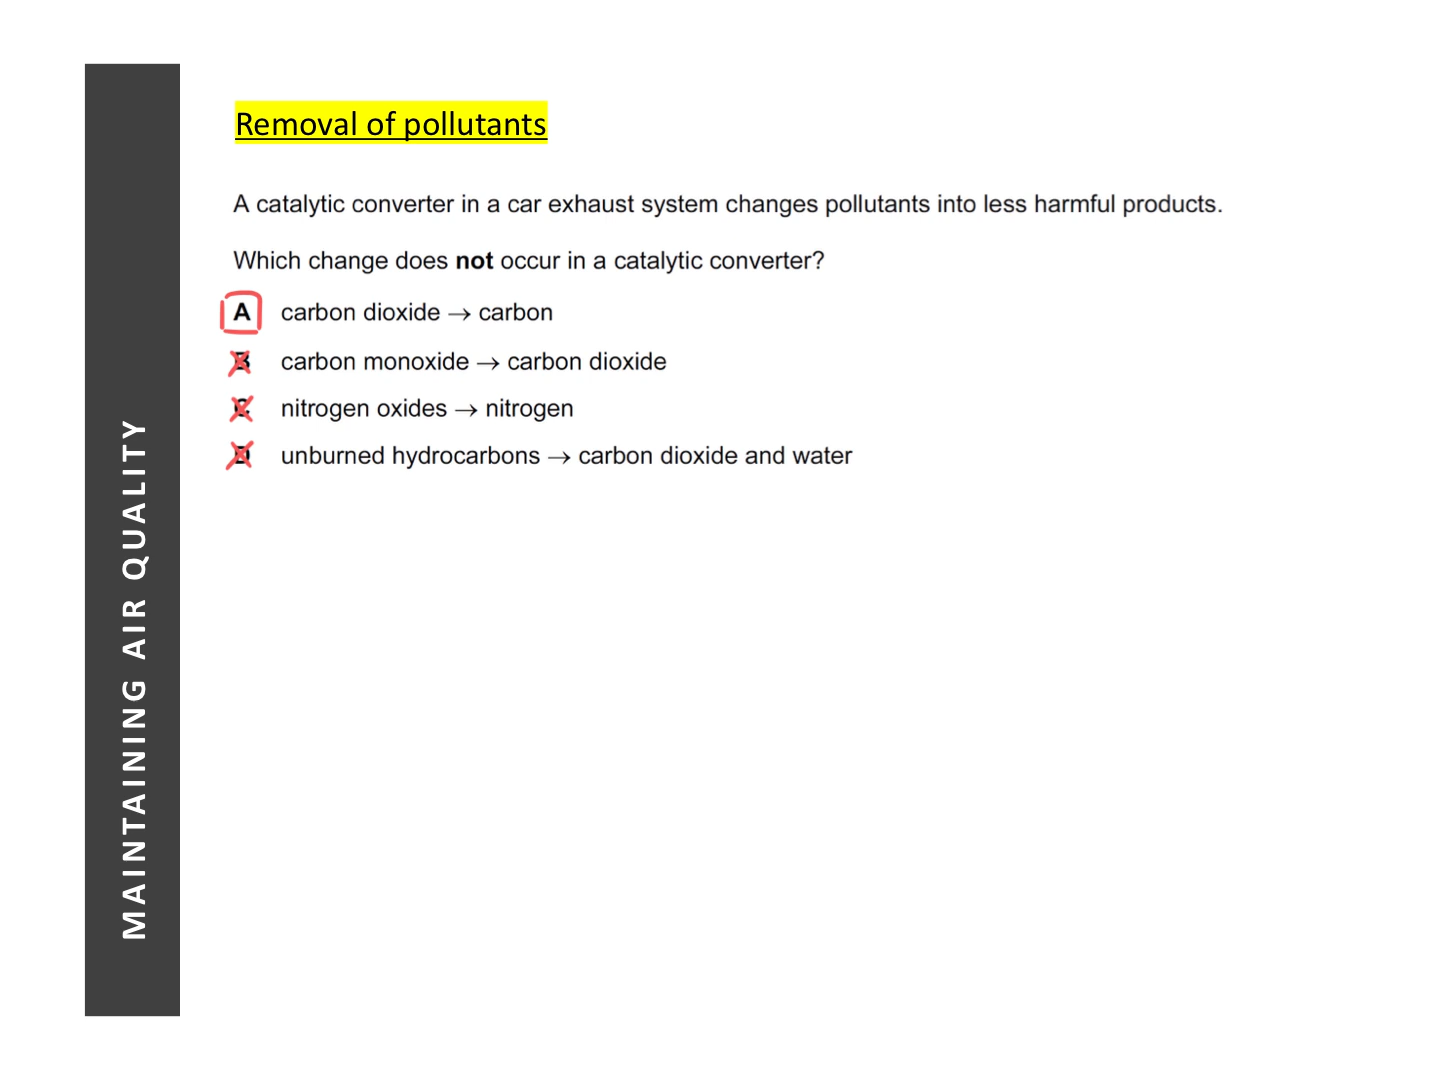 MAINTAINING AIR QUALITY
Removal of pollutants
A catalytic converter in a car exhaust system changes pollutants into less harmful products.
Which change does not occur in a catalytic converter?
A carbon dioxide → carbon
B carbon monoxide → carbon dioxide
C nitrogen oxides → nitrogen
D unburned hydrocarbons → carbon dioxide and water